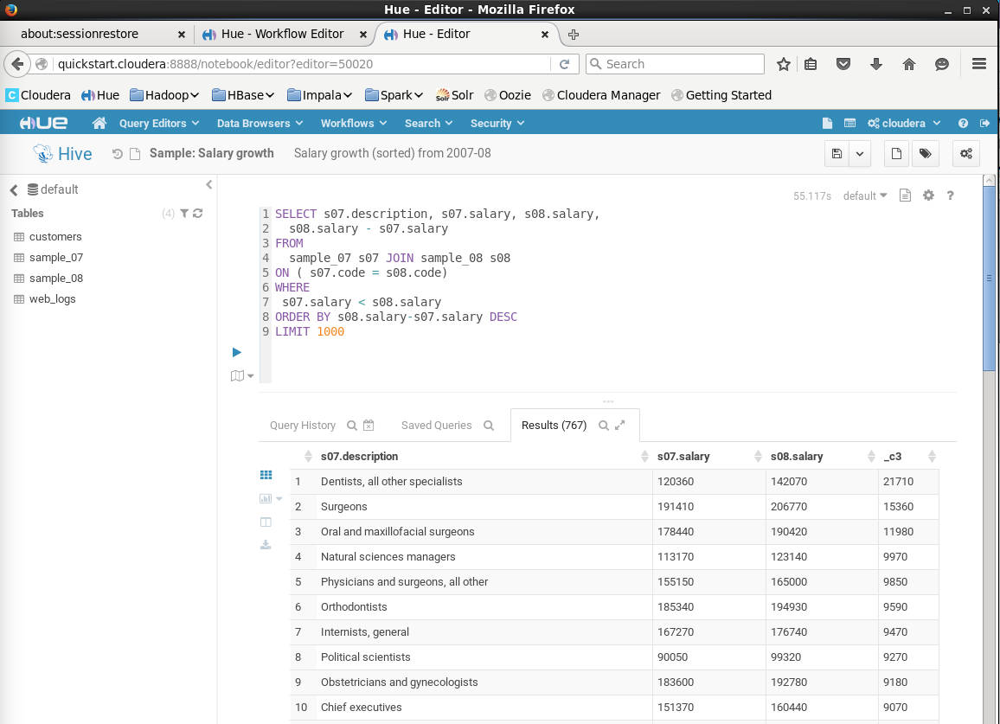 Hue - Editor - Mozilla Firefox
about:sessionrestore Hue - Workflow Editor Hue - Editor
quickstart.cloudera:8888/notebook/editor?editor=50020 Search
Cloudera Hue Hadoop HBase Impala Spark Solr Oozie Cloudera Manager Getting Started
HUE Query Editors Data Browsers Workflows Search Security cloudera
Hive Sample: Salary growth Salary growth (sorted) from 2007-08
default
55.117s default ?
Tables (4)
customers
sample_07
sample_08
web_logs
1 SELECT s07.description, s07.salary, s08.salary,
2 s08.salary - s07.salary
3 FROM
4 sample_07 s07 JOIN sample_08 s08
5 ON ( s07.code = s08.code)
6 WHERE
7 s07.salary < s08.salary
8 ORDER BY s08.salary-s07.salary DESC
9 LIMIT 1000
Query History Saved Queries Results (767)
s07.description s07.salary s08.salary _c3
1 Dentists, all other specialists 120360 142070 21710
2 Surgeons 191410 206770 15360
3 Oral and maxillofacial surgeons 178440 190420 11980
4 Natural sciences managers 113170 123140 9970
5 Physicians and surgeons, all other 155150 165000 9850
6 Orthodontists 185340 194930 9590
7 Internists, general 167270 176740 9470
8 Political scientists 90050 99320 9270
9 Obstetricians and gynecologists 183600 192780 9180
10 Chief executives 151370 160440 9070